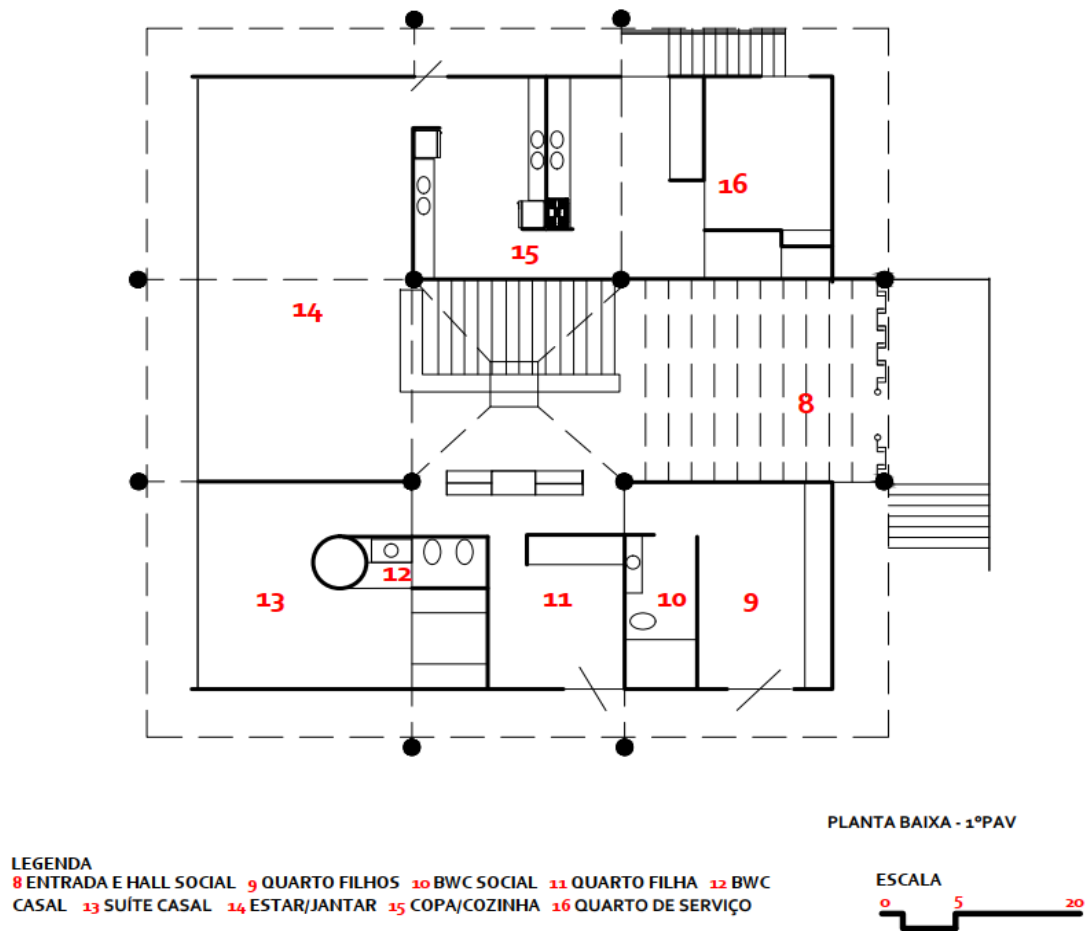 16
15
14
8
12
13
11
10
9
PLANTA BAIXA - 1ºPAV
LEGENDA
8 ENTRADA E HALL SOCIAL 9 QUARTO FILHOS 10 BWC SOCIAL 11 QUARTO FILHA 12 BWC
CASAL 13 SUÍTE CASAL 14 ESTAR/JANTAR 15 COPA/COZINHA 16 QUARTO DE SERVIÇO
ESCALA
0 5 20